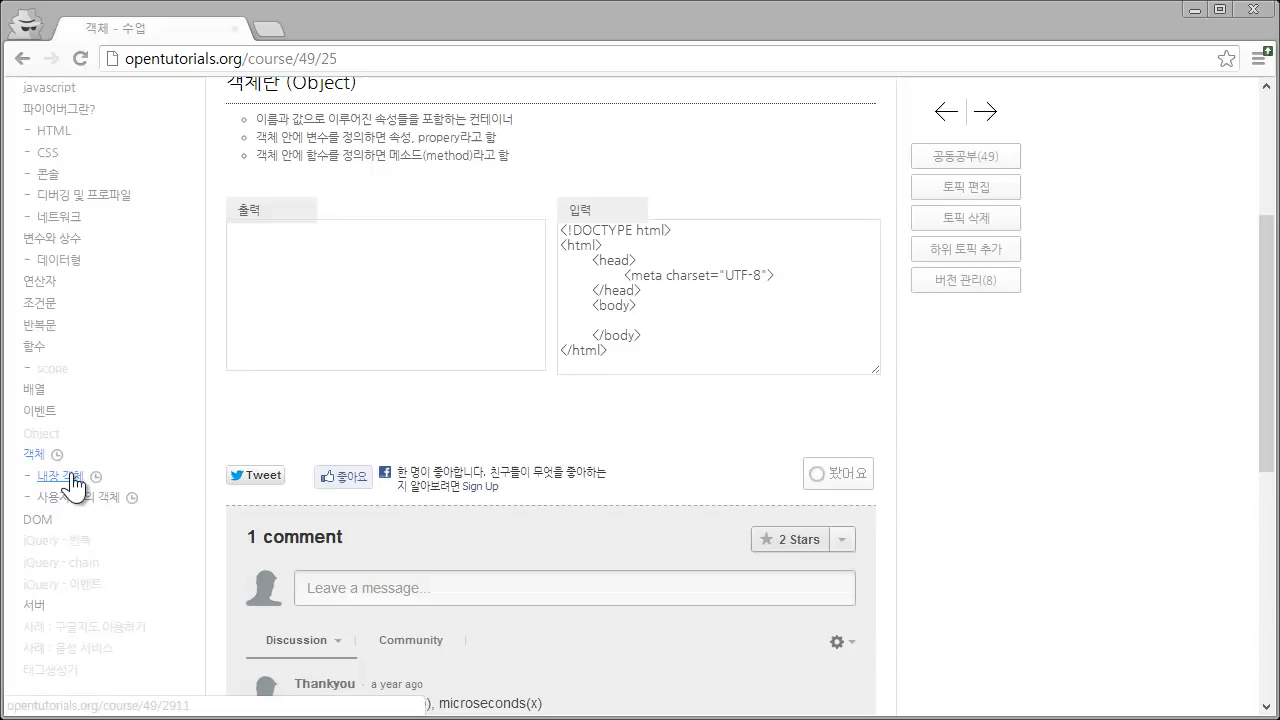 객체 - 수업
opentutorials.org/course/49/25
javascript
파이어버그란?
- HTML
- CSS
- 콘솔
- 디버깅 및 프로파일
- 네트워크
변수와 상수
- 데이터형
연산자
조건문
반복문
함수
- scope
배열
이벤트
Object
객체
- 내장 객체
- 사용자 의 객체
DOM
jQuery - 반복
jQuery - chain
jQuery - 이벤트
서버
사례 : 구글지도 이용하기
사례 : 음성 서비스
태그생성기
객체란 (Object)
이름과 값으로 이루어진 속성들을 포함하는 컨테이너
객체 안에 변수를 정의하면 속성, propery라고 함
객체 안에 함수를 정의하면 메소드(method)라고 함
출력
입력
<!DOCTYPE html>
<html>
<head>
<meta charset="UTF-8">
</head>
<body>
</body>
</html>
Tweet
좋아요
한 명이 좋아합니다. 친구들이 무엇을 좋아하는
지 알아보려면 Sign Up
봤어요
1 comment
2 Stars
Leave a message...
Discussion
Community
Thankyou · a year ago
), microseconds(x)
공동공부(49)
토픽 편집
토픽 삭제
하위 토픽 추가
버전 관리(8)
opentutorials.org/course/49/2911